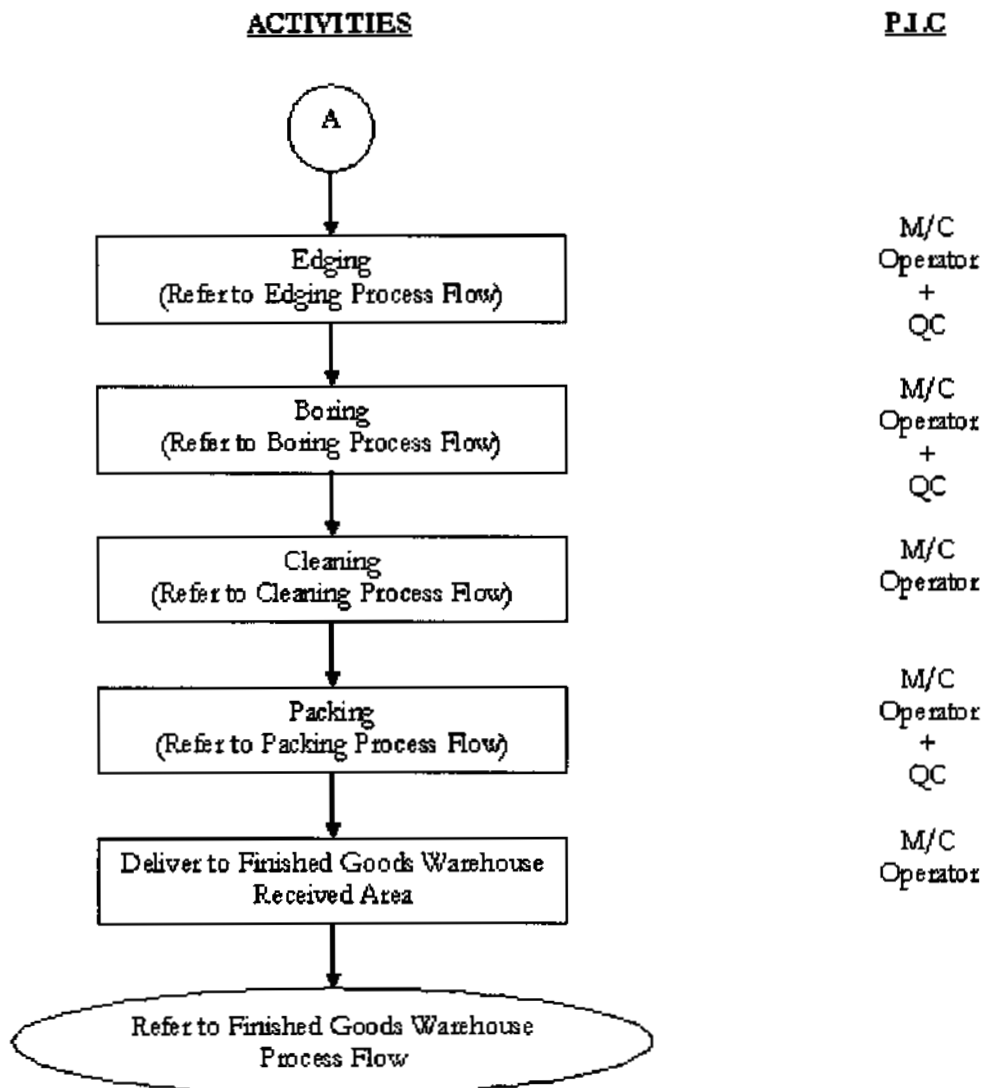 ACTIVITIES
P.I.C
A
Edging
(Refer to Edging Process Flow)
M/C
Operator
+
QC
Boring
(Refer to Boring Process Flow)
M/C
Operator
+
QC
Cleaning
(Refer to Cleaning Process Flow)
M/C
Operator
Packing
(Refer to Packing Process Flow)
M/C
Operator
+
QC
Deliver to Finished Goods Warehouse
Received Area
M/C
Operator
Refer to Finished Goods Warehouse
Process Flow